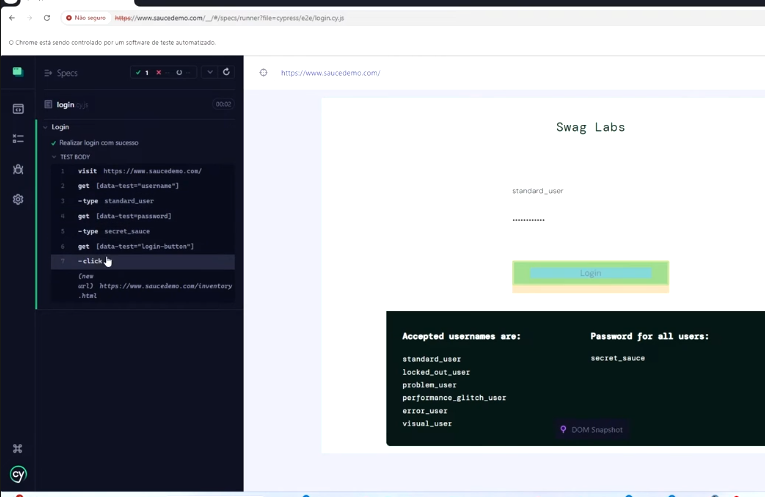 Não seguro
https://www.saucedemo.com/__/#/specs/runner?file=cypress/e2e/login.cy.js
O Chrome está sendo controlado por um software de teste automatizado.
Specs
1
--
--
https://www.saucedemo.com/
login.cy.js
00:02
Login
Realizar login com sucesso
TEST BODY
1 visit https://www.saucedemo.com/
2 get [data-test="username"]
3 -type standard_user
4 get [data-test=password]
5 -type secret_sauce
6 get [data-test="login-button"]
7 -click
(new
url) https://www.saucedemo.com/inventory
.html
cy
Swag Labs
standard_user
••••••••••••
Login
Accepted usernames are:
standard_user
locked_out_user
problem_user
performance_glitch_user
error_user
visual_user
Password for all users:
secret_sauce
DOM Snapshot